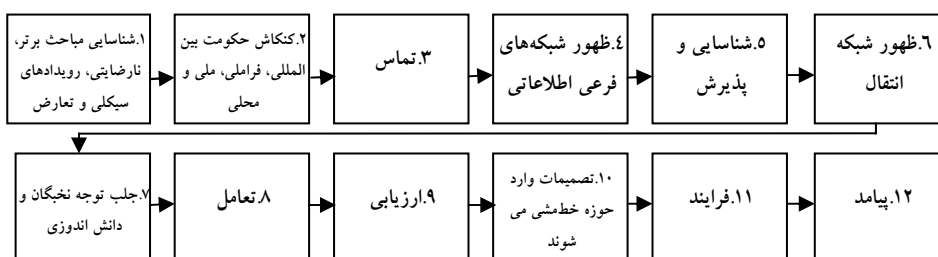 ۱.شناسایی مباحث برتر،
نارضایتی، رویدادهای
سیکلی و تعارض
۲.کنکاش حکومت بین
المللی، فراملی، ملی و
محلی
۳.تماس
۴.ظهور شبکه‌های
فرعی اطلاعاتی
۵.شناسایی و
پذیرش
۶.ظهور شبکه
انتقال
۷.جلب توجه نخبگان و
دانش اندوزی
۸.تعامل
۹.ارزیابی
۱۰.تصمیمات وارد
حوزه خط‌مشی می
شوند
۱۱.فرایند
۱۲.پیامد